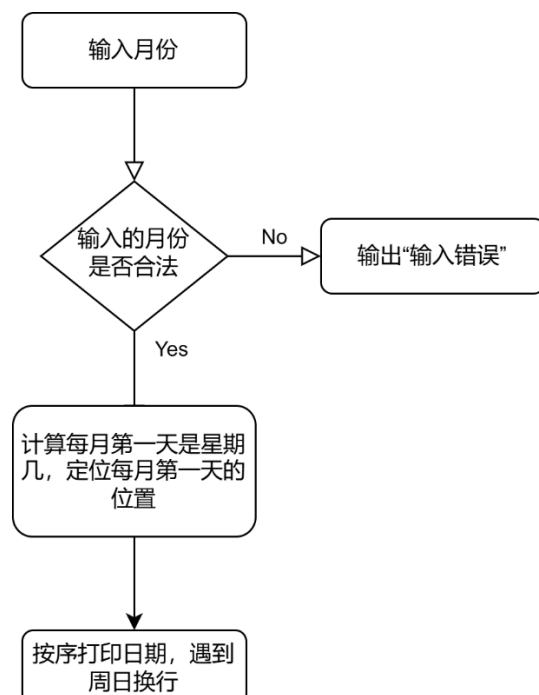 输入月份
输入的月份
是否合法
No
输出“输入错误”
Yes
计算每月第一天是星期
几，定位每月第一天的
位置
按序打印日期，遇到
周日换行